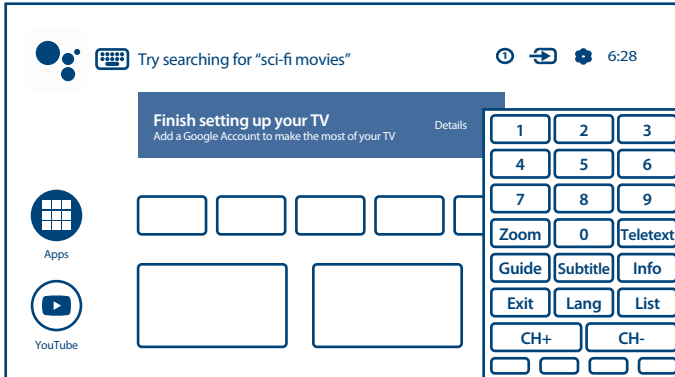 Try searching for “sci-fi movies”
1
6:28
Finish setting up your TV
Add a Google Account to make the most of your TV
Details
Apps
YouTube
1 2 3
4 5 6
7 8 9
Zoom 0 Teletext
Guide Subtitle Info
Exit Lang List
CH+ CH-